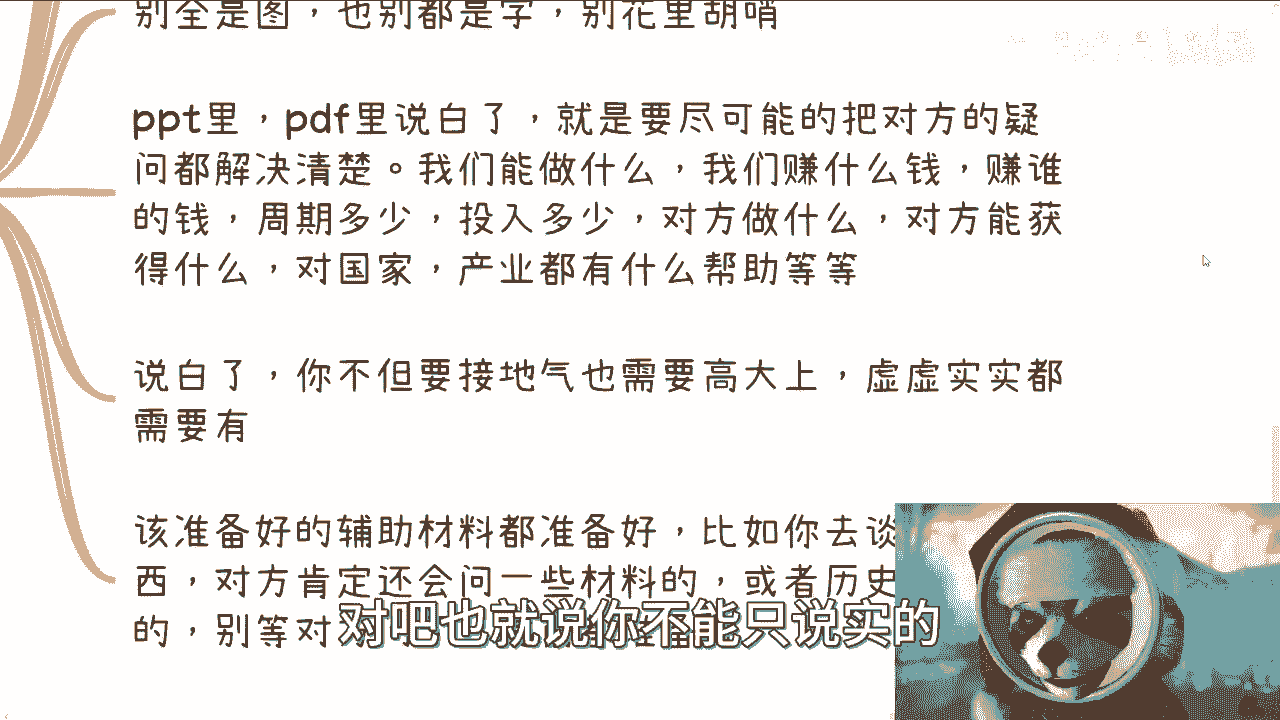 别全是图，也别都是字，别花里胡哨
ppt里，pdf里说白了，就是要尽可能的把对方的疑
问都解决清楚。我们能做什么，我们赚什么钱，赚谁
的钱，周期多少，投入多少，对方做什么，对方能获
得什么，对国家，产业都有什么帮助等等
说白了，你不但要接地气也需要高大上，虚虚实实都
需要有
该准备好的辅助材料都准备好，比如你去谈
西，对方肯定还会问一些材料的，或者历史
的，别等对
对吧也就说你不能只说实的